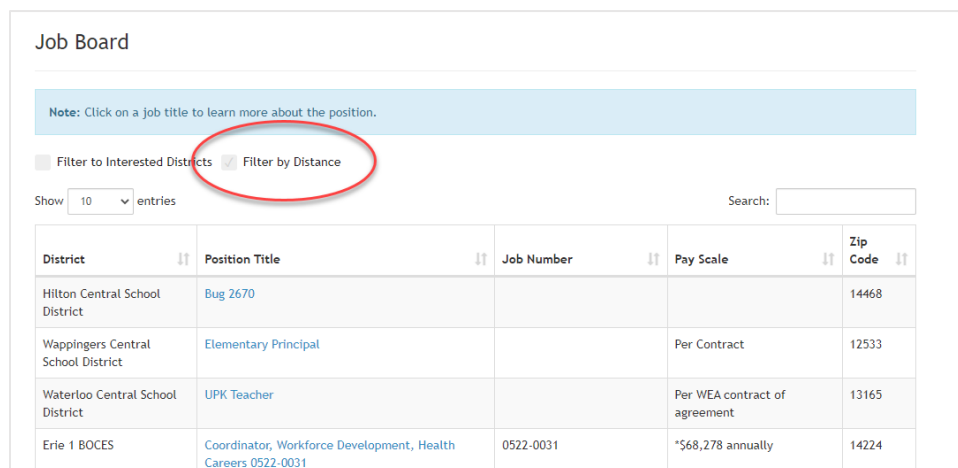 Job Board
Note: Click on a job title to learn more about the position.
Filter to Interested Districts Filter by Distance
Show 10 entries Search:
District Position Title Job Number Pay Scale Zip Code
Hilton Central School District Bug 2670 14468
Wappingers Central School District Elementary Principal Per Contract 12533
Waterloo Central School District UPK Teacher Per WEA contract of agreement 13165
Erie 1 BOCES Coordinator, Workforce Development, Health Careers 0522-0031 0522-0031 *$68,278 annually 14224